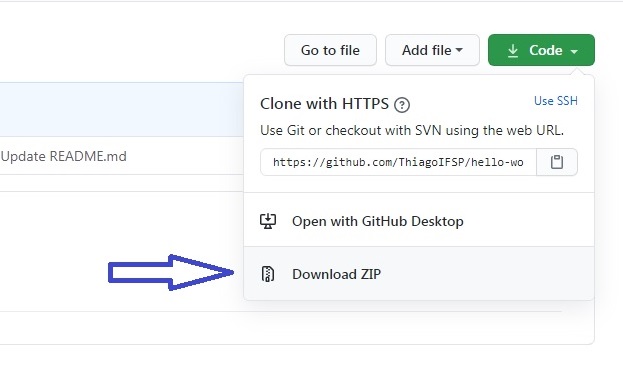 Go to file
Add file
Code
Clone with HTTPS
Use SSH
Use Git or checkout with SVN using the web URL.
Update README.md
https://github.com/ThiagoIFSP/hello-wo
Open with GitHub Desktop
Download ZIP